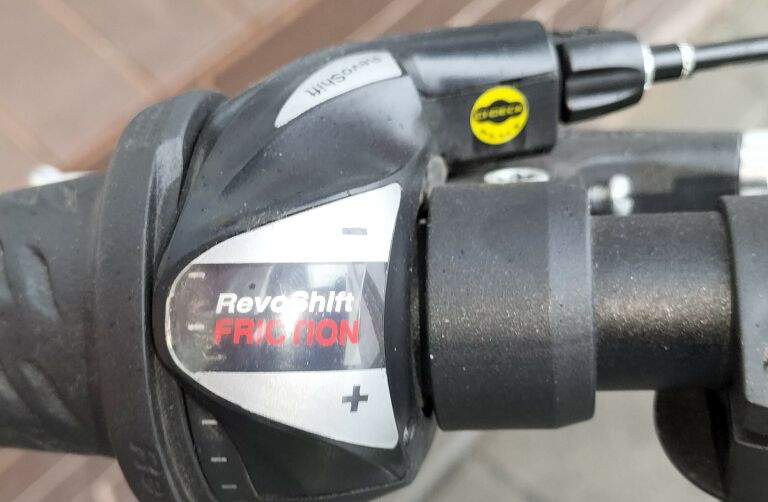 RevoShift
-
RevoShift
FRICTION
+